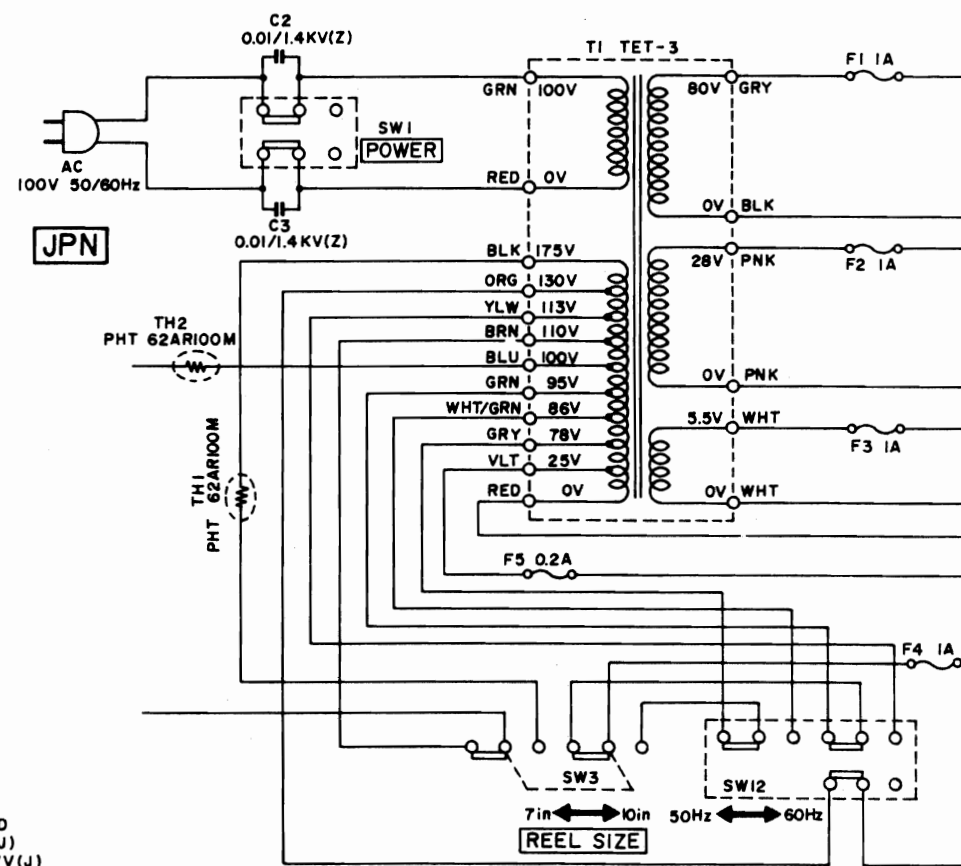 C2
0.01/1.4KV(Z)
T1 TET-3
F1 1A
GRN 100V
80V GRY
SW1
POWER
AC
100V 50/60Hz
RED 0V
0V BLK
C3
0.01/1.4KV(Z)
JPN
BLK 175V
28V PNK
F2 1A
ORG 130V
YLW 113V
TH2
PHT 62AR100M
BRN 110V
BLU 100V
GRN 95V
0V PNK
WHT/GRN 86V
5.5V WHT
GRY 78V
F3 1A
VLT 25V
RED 0V
0V WHT
TH1
PHT 62AR100M
F5 0.2A
F4 1A
SW3
SW12
7in 10in
50Hz 60Hz
REEL SIZE
D
J)
V(J)